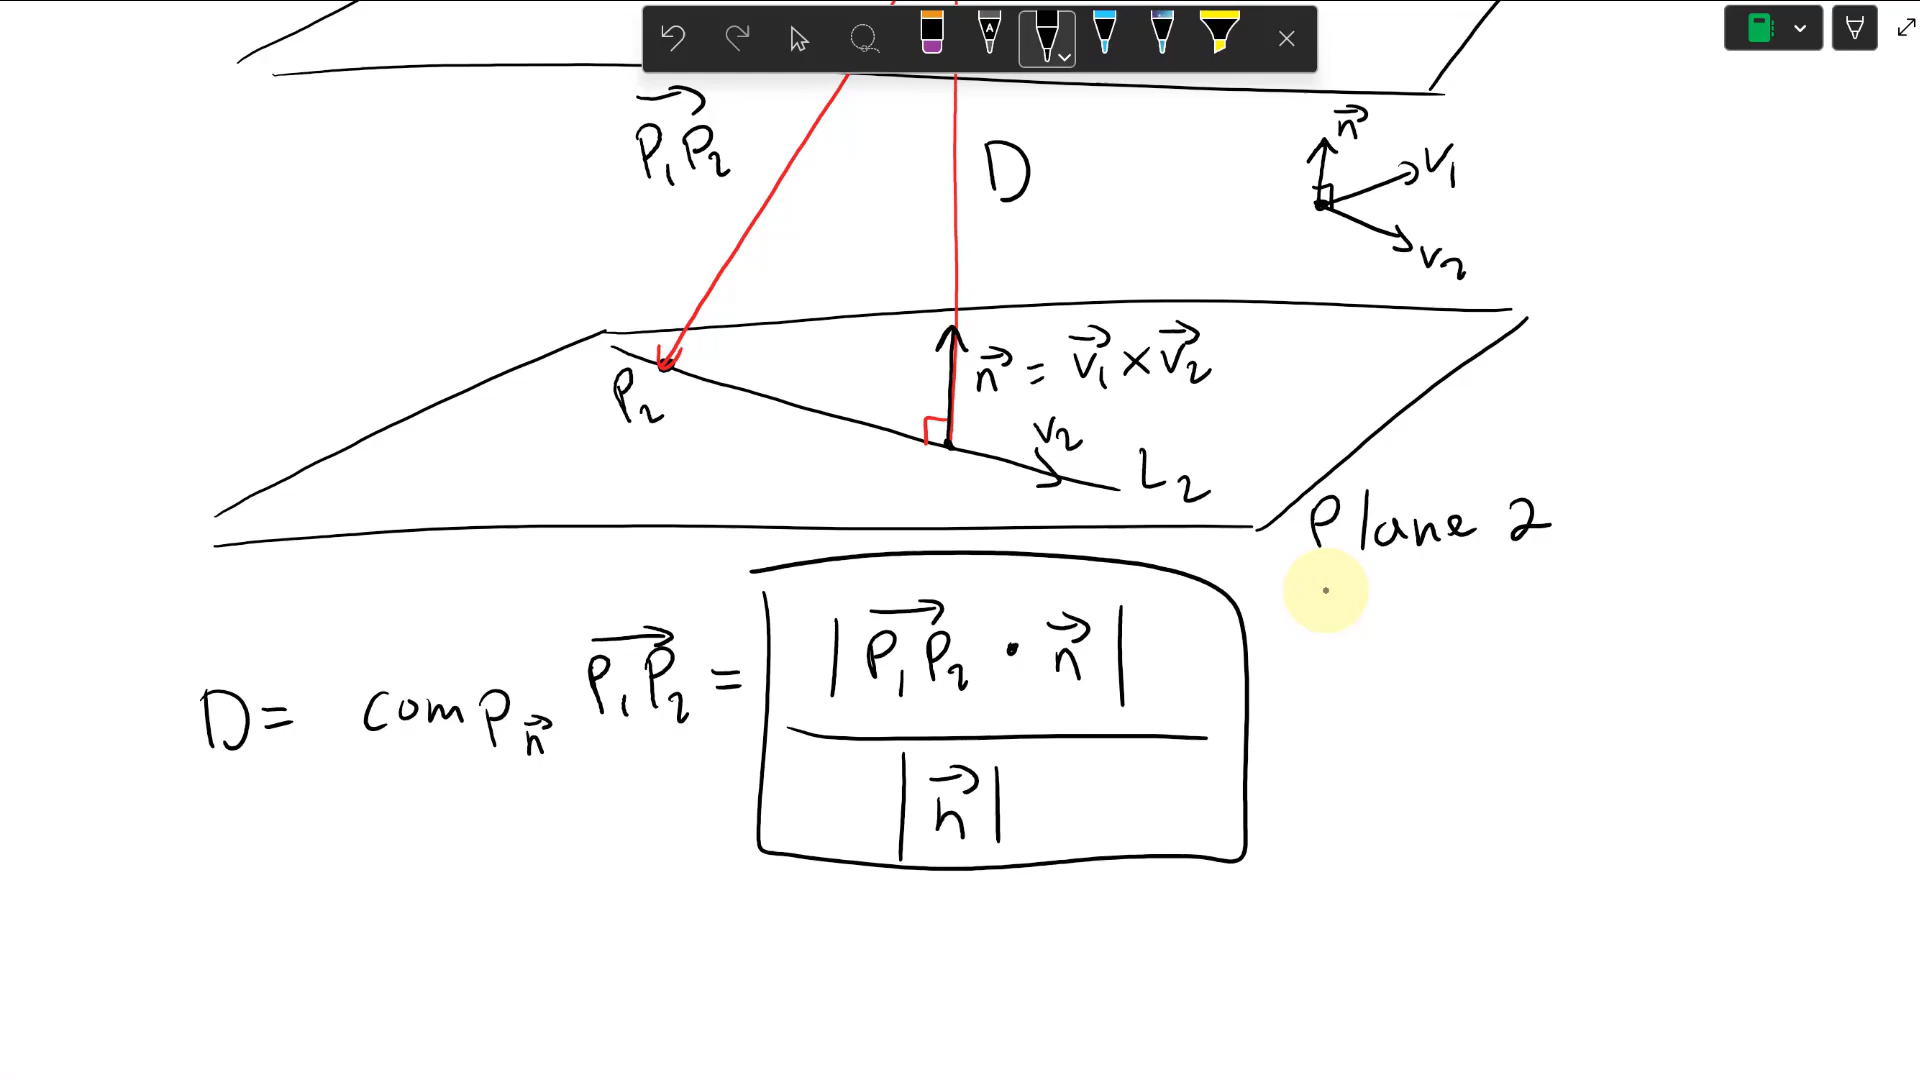 P₁P₂→
D
n→
v₁
v₂
P₂
n→ = v₁→ × v₂→
v₂
L₂
Plane 2
D = comp_n→ P₁P₂→ = |P₁P₂→ • n→| / |n→|